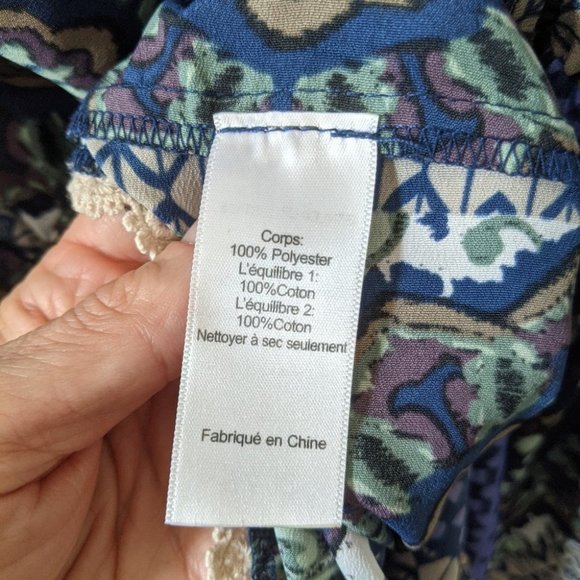 Corps:
100% Polyester
L'équilibre 1:
100%Coton
L'équilibre 2:
100%Coton
Nettoyer à sec seulement
Fabriqué en Chine